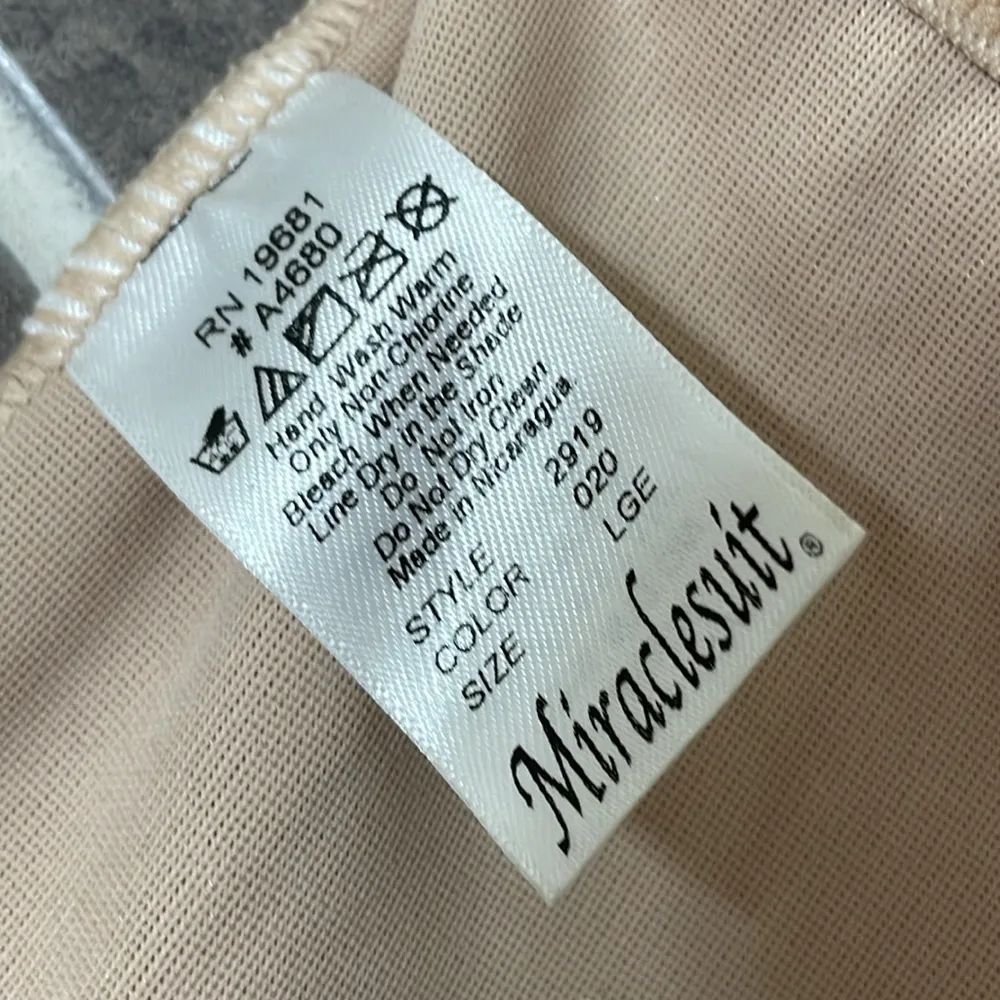 RN 19681
# A4680
Hand Wash Warm
Only Non-Chlorine
Bleach When Needed
Line Dry in the Shade
Do Not Iron
Do Not Dry Clean
Made in Nicaragua.
STYLE 2919
COLOR 020
SIZE LGE
Miraclesuit®